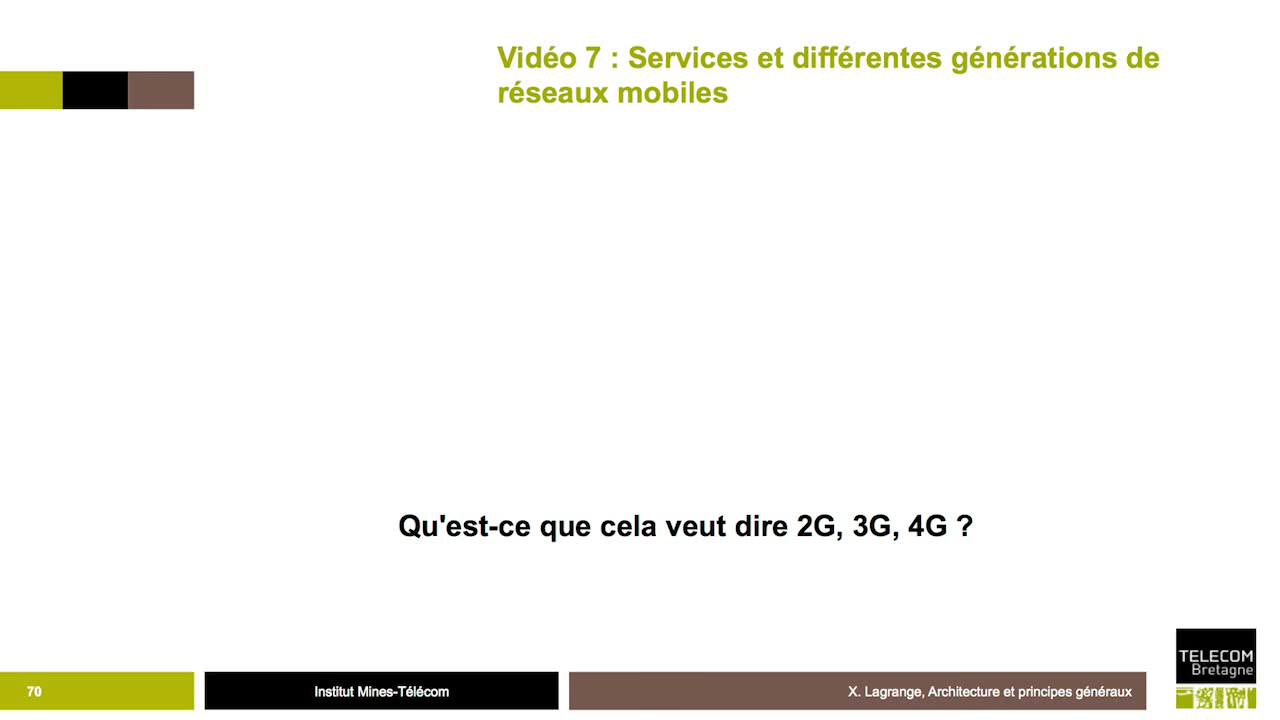 Vidéo 7 : Services et différentes générations de
réseaux mobiles
Qu'est-ce que cela veut dire 2G, 3G, 4G ?
TELECOM
Bretagne
70
Institut Mines-Télécom
X. Lagrange, Architecture et principes généraux